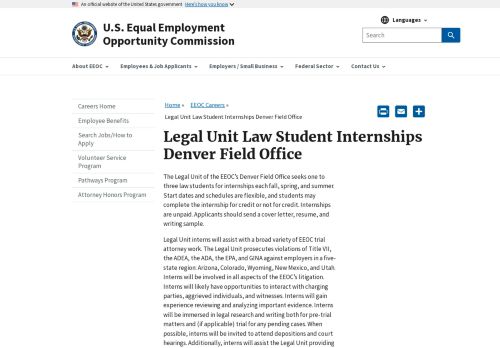 An official website of the United States government Here's how you know
U.S. Equal Employment
Opportunity Commission
Languages
Search
About EEOC
Employees & Job Applicants
Employers / Small Business
Federal Sector
Contact Us
Careers Home
Employee Benefits
Search Jobs/How to
Apply
Volunteer Service
Program
Pathways Program
Attorney Honors Program
Home » EEOC Careers »
Legal Unit Law Student Internships Denver Field Office
Legal Unit Law Student Internships
Denver Field Office
The Legal Unit of the EEOC's Denver Field Office seeks one to
three law students for internships each fall, spring, and summer.
Start dates and schedules are flexible, and students may
complete the internship for credit or not for credit. Internships
are unpaid. Applicants should send a cover letter, resume, and
writing sample.
Legal Unit interns will assist with a broad variety of EEOC trial
attorney work. The Legal Unit prosecutes violations of Title VII,
the ADEA, the ADA, the EPA, and GINA against employers in a five-
state region: Arizona, Colorado, Wyoming, New Mexico, and Utah.
Interns will be involved in all aspects of the EEOC's litigation.
Interns will likely have opportunities to interact with charging
parties, aggrieved individuals, and witnesses. Interns will gain
experience reviewing and analyzing important evidence. Interns
will be immersed in legal research and writing both for pre-trial
matters and (if applicable) trial for any pending cases. When
possible, interns will be invited to attend depositions and court
hearings. Additionally, interns will assist the Legal Unit providing